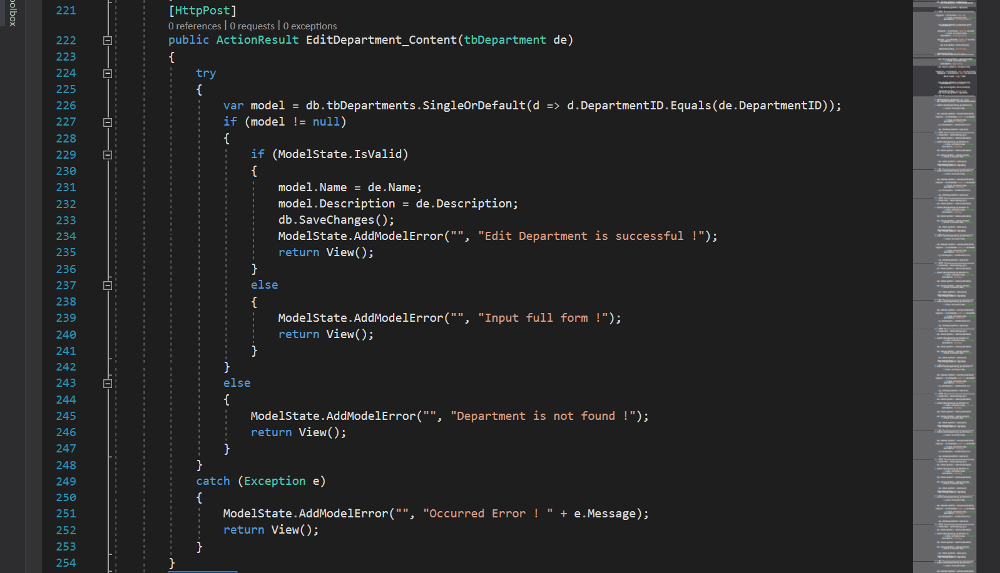 oolbox
221 [HttpPost]
0 references | 0 requests | 0 exceptions
222 public ActionResult EditDepartment_Content(tbDepartment de)
223 {
224 try
225 {
226 var model = db.tbDepartments.SingleOrDefault(d => d.DepartmentID.Equals(de.DepartmentID));
227 if (model != null)
228 {
229 if (ModelState.IsValid)
230 {
231 model.Name = de.Name;
232 model.Description = de.Description;
233 db.SaveChanges();
234 ModelState.AddModelError("", "Edit Department is successful !");
235 return View();
236 }
237 else
238 {
239 ModelState.AddModelError("", "Input full form !");
240 return View();
241 }
242 }
243 else
244 {
245 ModelState.AddModelError("", "Department is not found !");
246 return View();
247 }
248 }
249 catch (Exception e)
250 {
251 ModelState.AddModelError("", "Occurred Error ! " + e.Message);
252 return View();
253 }
254 }